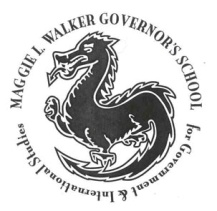 MAGGIE L. WALKER GOVERNOR'S SCHOOL
for Government & International Studies